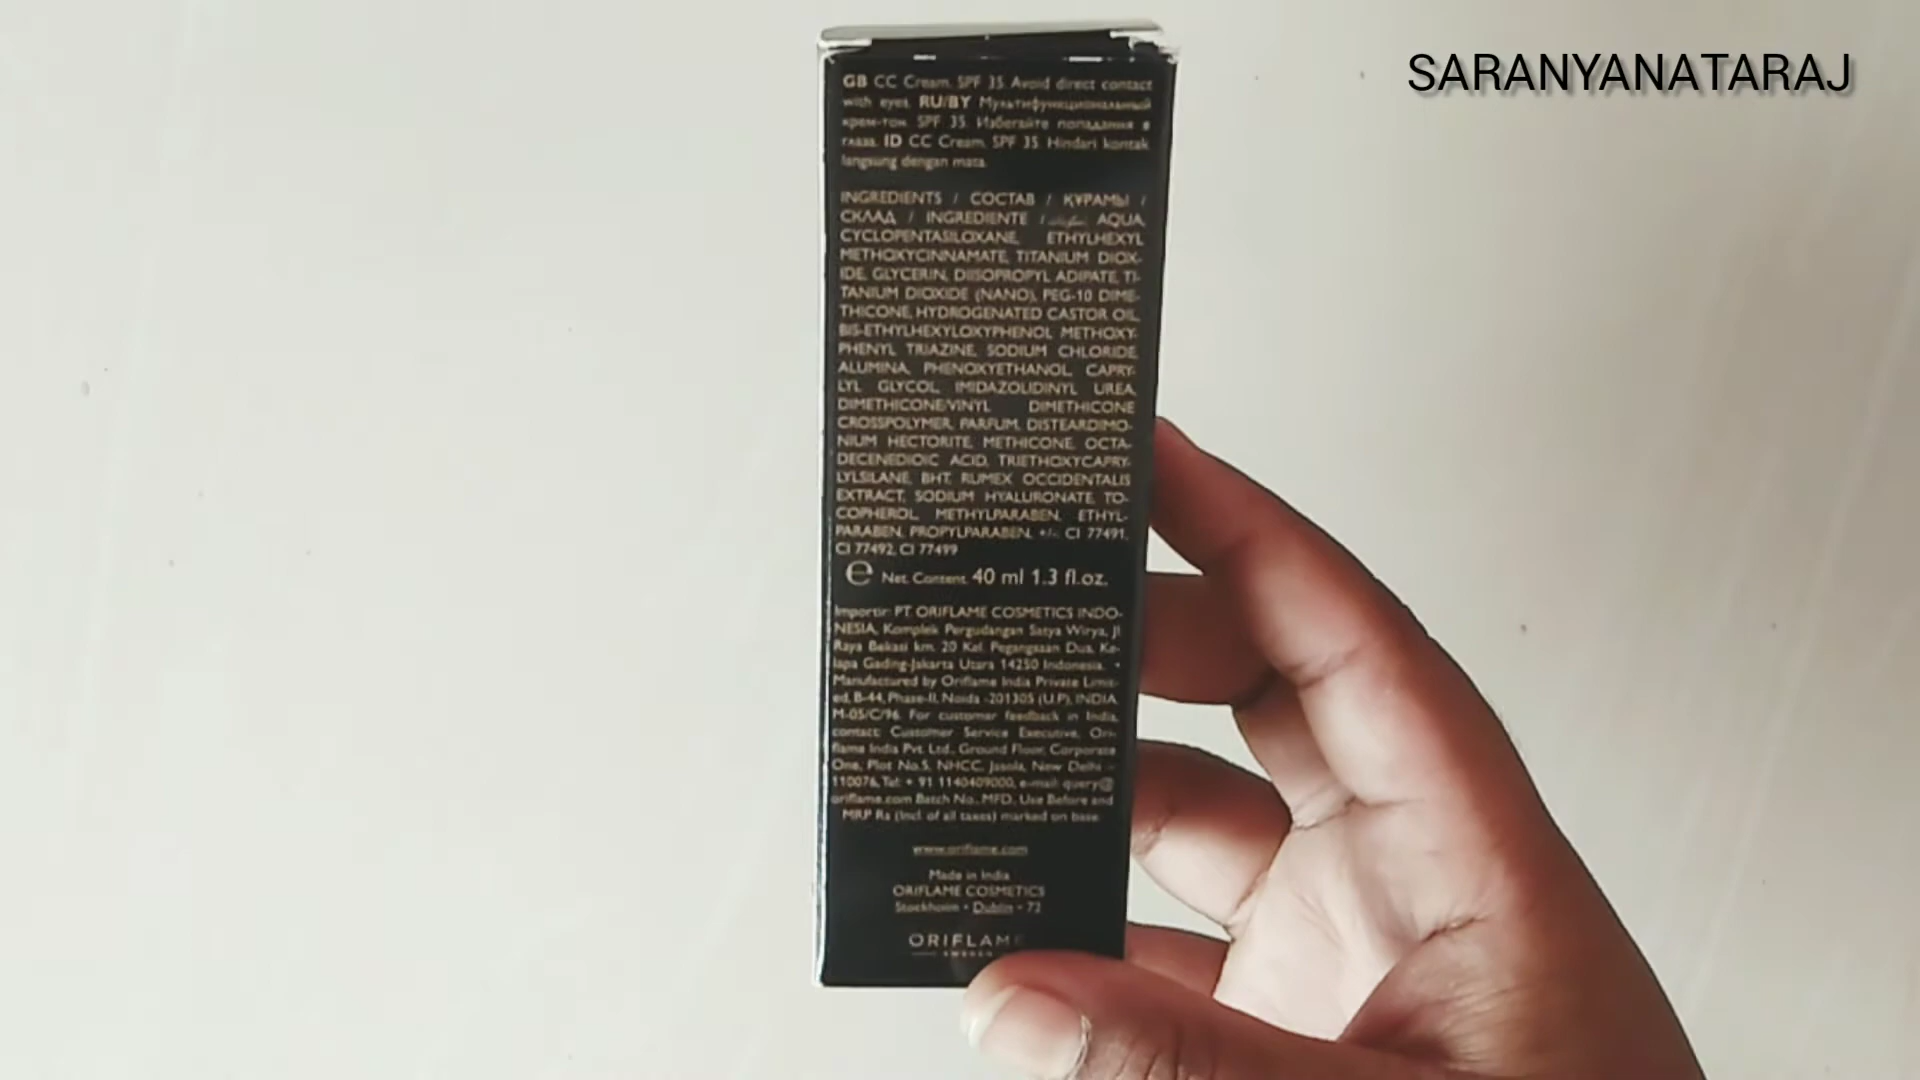 SARANYANATARAJ
GB CC Cream. SPF 35. Avoid direct contact
with eyes. RU/BY Мультифункциональный
крем-тон. SPF 35. Избегайте попадания в
глаза. ID CC Cream. SPF 35. Hindari kontak
langsung dengan mata.
INGREDIENTS / СОСТАВ / ҚҰРАМЫ /
СКЛАД / INGREDIENTE / AQUA,
CYCLOPENTASILOXANE, ETHYLHEXYL
METHOXYCINNAMATE, TITANIUM DIOX-
IDE, GLYCERIN, DIISOPROPYL ADIPATE, TI-
TANIUM DIOXIDE (NANO), PEG-10 DIME-
THICONE, HYDROGENATED CASTOR OIL,
BIS-ETHYLHEXYLOXYPHENOL METHOXY-
PHENYL TRIAZINE, SODIUM CHLORIDE,
ALUMINA, PHENOXYETHANOL, CAPRY-
LYL GLYCOL, IMIDAZOLIDINYL UREA,
DIMETHICONE/VINYL DIMETHICONE
CROSSPOLYMER, PARFUM, DISTEARDIMO-
NIUM HECTORITE, METHICONE, OCTA-
DECENEDIOIC ACID, TRIETHOXYCAPRY-
LYLSILANE, BHT, RUMEX OCCIDENTALIS
EXTRACT, SODIUM HYALURONATE, TO-
COPHEROL, METHYLPARABEN, ETHYL-
PARABEN, PROPYLPARABEN, +/-: CI 77491,
CI 77492, CI 77499
e Net. Content. 40 ml 1.3 fl.oz.
Importir: PT ORIFLAME COSMETICS INDO-
NESIA, Komplek Pergudangan Satya Wirya, Jl
Raya Bekasi km. 20 Kel. Pegangsaan Dua, Ke-
lapa Gading-Jakarta Utara 14250 Indonesia. •
Manufactured by Oriflame India Private Limit-
ed, B-44, Phase-II, Noida -201305 (U.P), INDIA
M-05/C/96. For customer feedback in India,
contact: Customer Service Executive, Ori-
flame India Pvt. Ltd., Ground Floor, Corporate
One, Plot No.5, NHCC, Jasola, New Delhi -
110076, Tel: + 91 1140409000, e-mail: query@
oriflame.com Batch No., MFD, Use Before and
MRP Rs (Incl. of all taxes) marked on base
www.oriflame.com
Made in India
ORIFLAME COSMETICS
Stockholm • Dublin • 73
ORIFLAME
SWEDEN